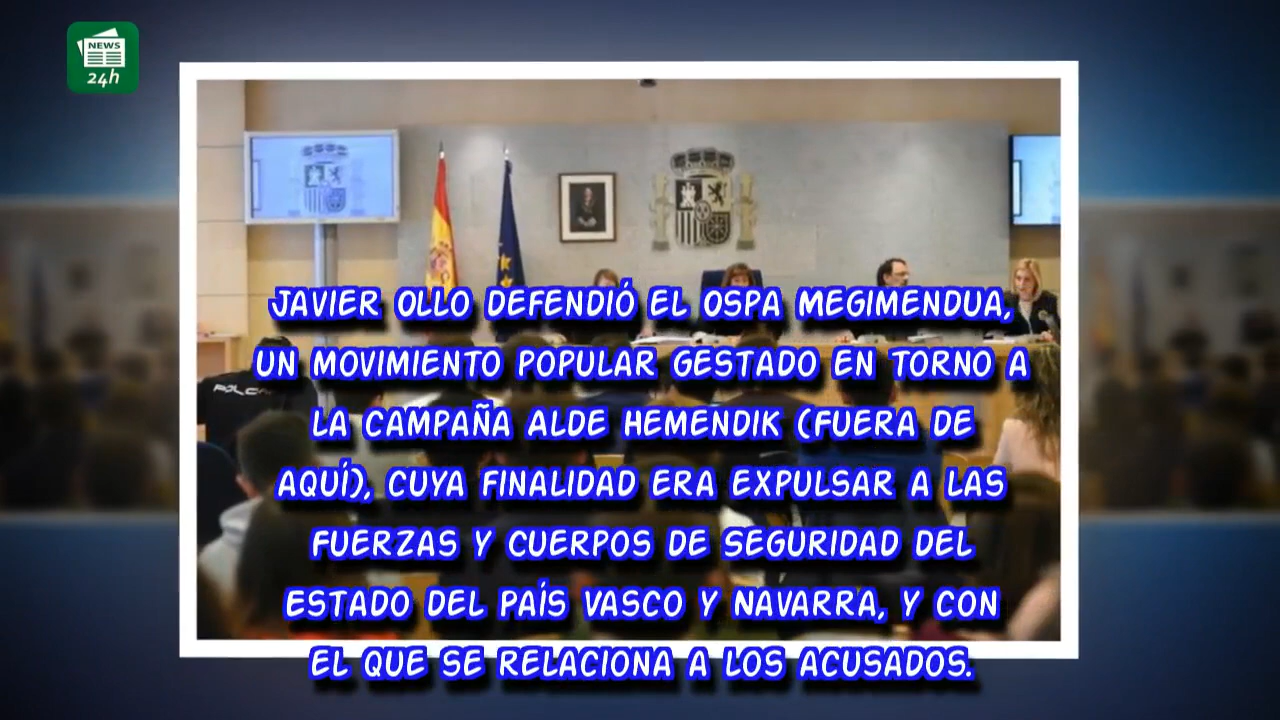 NEWS
24h
POLIC
JAVIER OLLO DEFENDIÓ EL OSPA MEGIMENDUA,
UN MOVIMIENTO POPULAR GESTADO EN TORNO A
LA CAMPAÑA ALDE HEMENDIK (FUERA DE
AQUÍ), CUYA FINALIDAD ERA EXPULSAR A LAS
FUERZAS Y CUERPOS DE SEGURIDAD DEL
ESTADO DEL PAÍS VASCO Y NAVARRA, Y CON
EL QUE SE RELACIONA A LOS ACUSADOS.